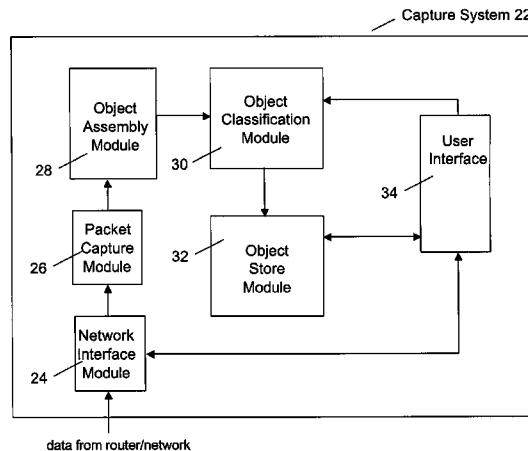 Capture System 22
Object
Assembly
Module
28
Object
Classification
Module
30
User
Interface
34
Packet
Capture
Module
26
32
Object
Store
Module
Network
Interface
Module
24
data from router/network